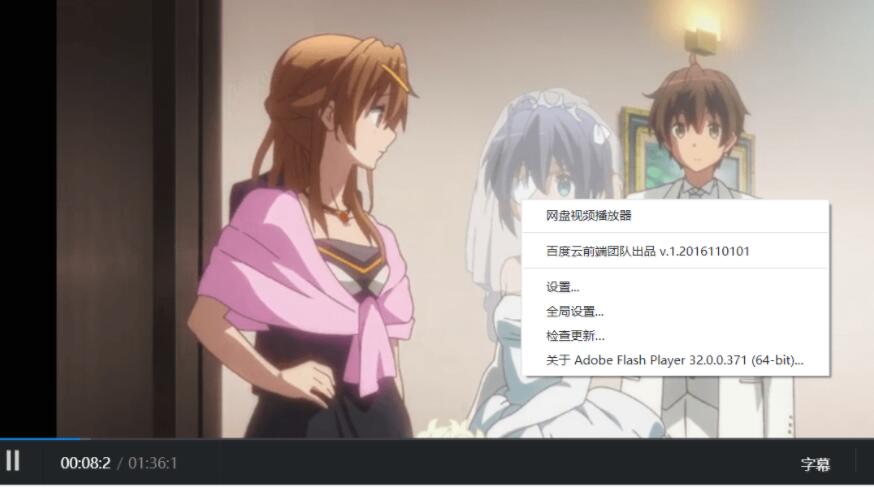 网盘视频播放器
百度云前端团队出品 v.1.2016110101
设置...
全局设置...
检查更新...
关于 Adobe Flash Player 32.0.0.371 (64-bit)...
00:08:2 / 01:36:1 字幕